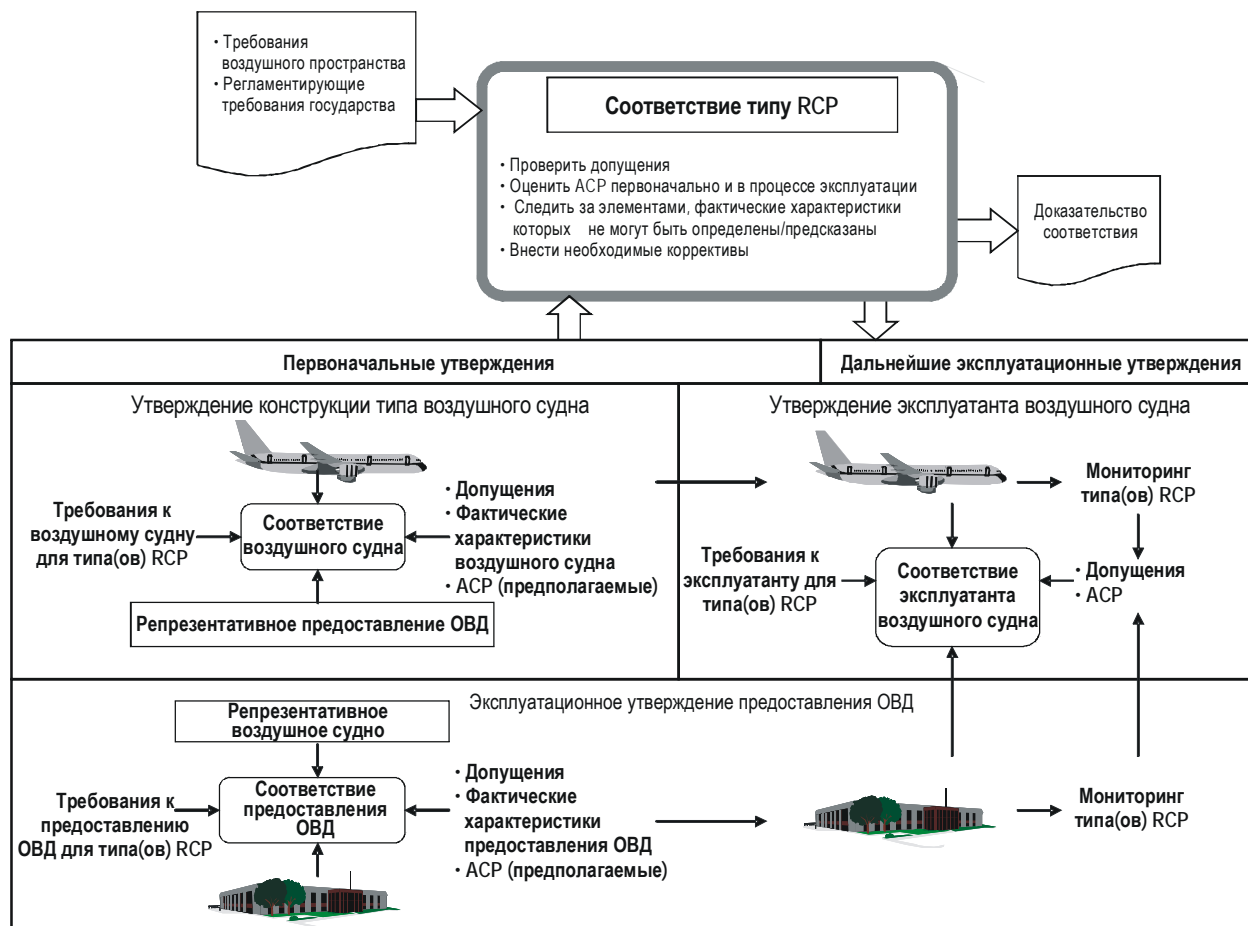 • Требования
воздушного пространства
• Регламентирующие
требования государства
Соответствие типу RCP
• Проверить допущения
• Оценить АСР первоначально и в процессе эксплуатации
• Следить за элементами, фактические характеристики
которых не могут быть определены/предсказаны
• Внести необходимые коррективы
Доказательство
соответствия
Первоначальные утверждения
Дальнейшие эксплуатационные утверждения
Утверждение конструкции типа воздушного судна
Требования к
воздушному судну
для типа(ов) RCP
Соответствие
воздушного судна
• Допущения
• Фактические
характеристики
воздушного судна
• АСР (предполагаемые)
Репрезентативное предоставление ОВД
Утверждение эксплуатанта воздушного судна
Мониторинг
типа(ов) RCP
Требования к
эксплуатанту для
типа(ов) RCP
Соответствие
эксплуатанта
воздушного судна
• Допущения
• АСР
Эксплуатационное утверждение предоставления ОВД
Репрезентативное
воздушное судно
Требования к
предоставлению
ОВД для типа(ов) RCP
Соответствие
предоставления
ОВД
• Допущения
• Фактические
характеристики
предоставления ОВД
• АСР (предполагаемые)
Мониторинг
типа(ов) RCP